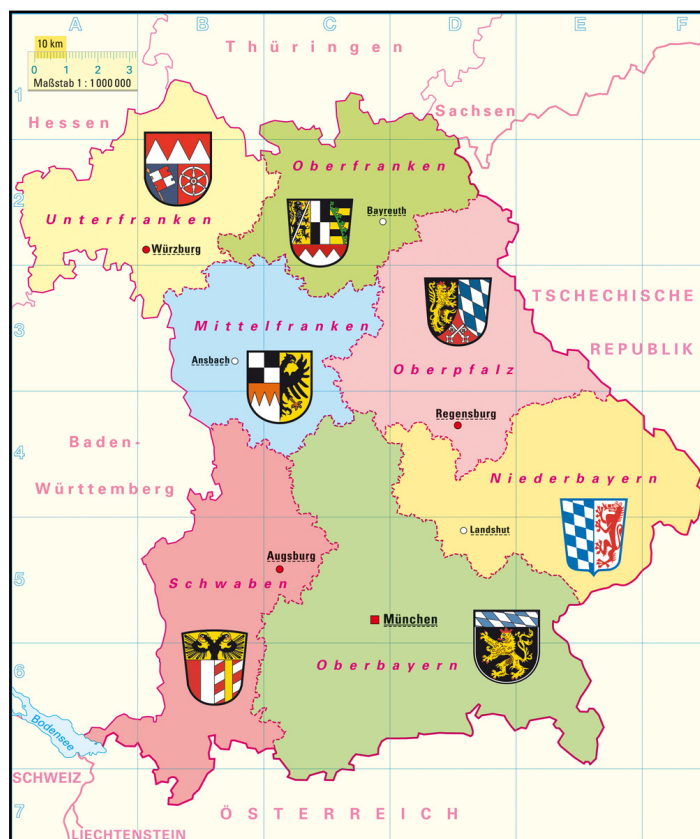 A B C D E F
10 km
0 1 2 3
Maßstab 1 : 1 000 000
Thüringen
1
Sachsen
Hessen
Oberfranken
2
Bayreuth
Unterfranken
Würzburg
TSCHECHISCHE
3
Mittelfranken
REPUBLIK
Ansbach
Oberpfalz
Regensburg
Baden-
4
Niederbayern
Württemberg
Landshut
Augsburg
5
Schwaben
München
Oberbayern
6
Bodensee
SCHWEIZ
7
ÖSTERREICH
LIECHTENSTEIN